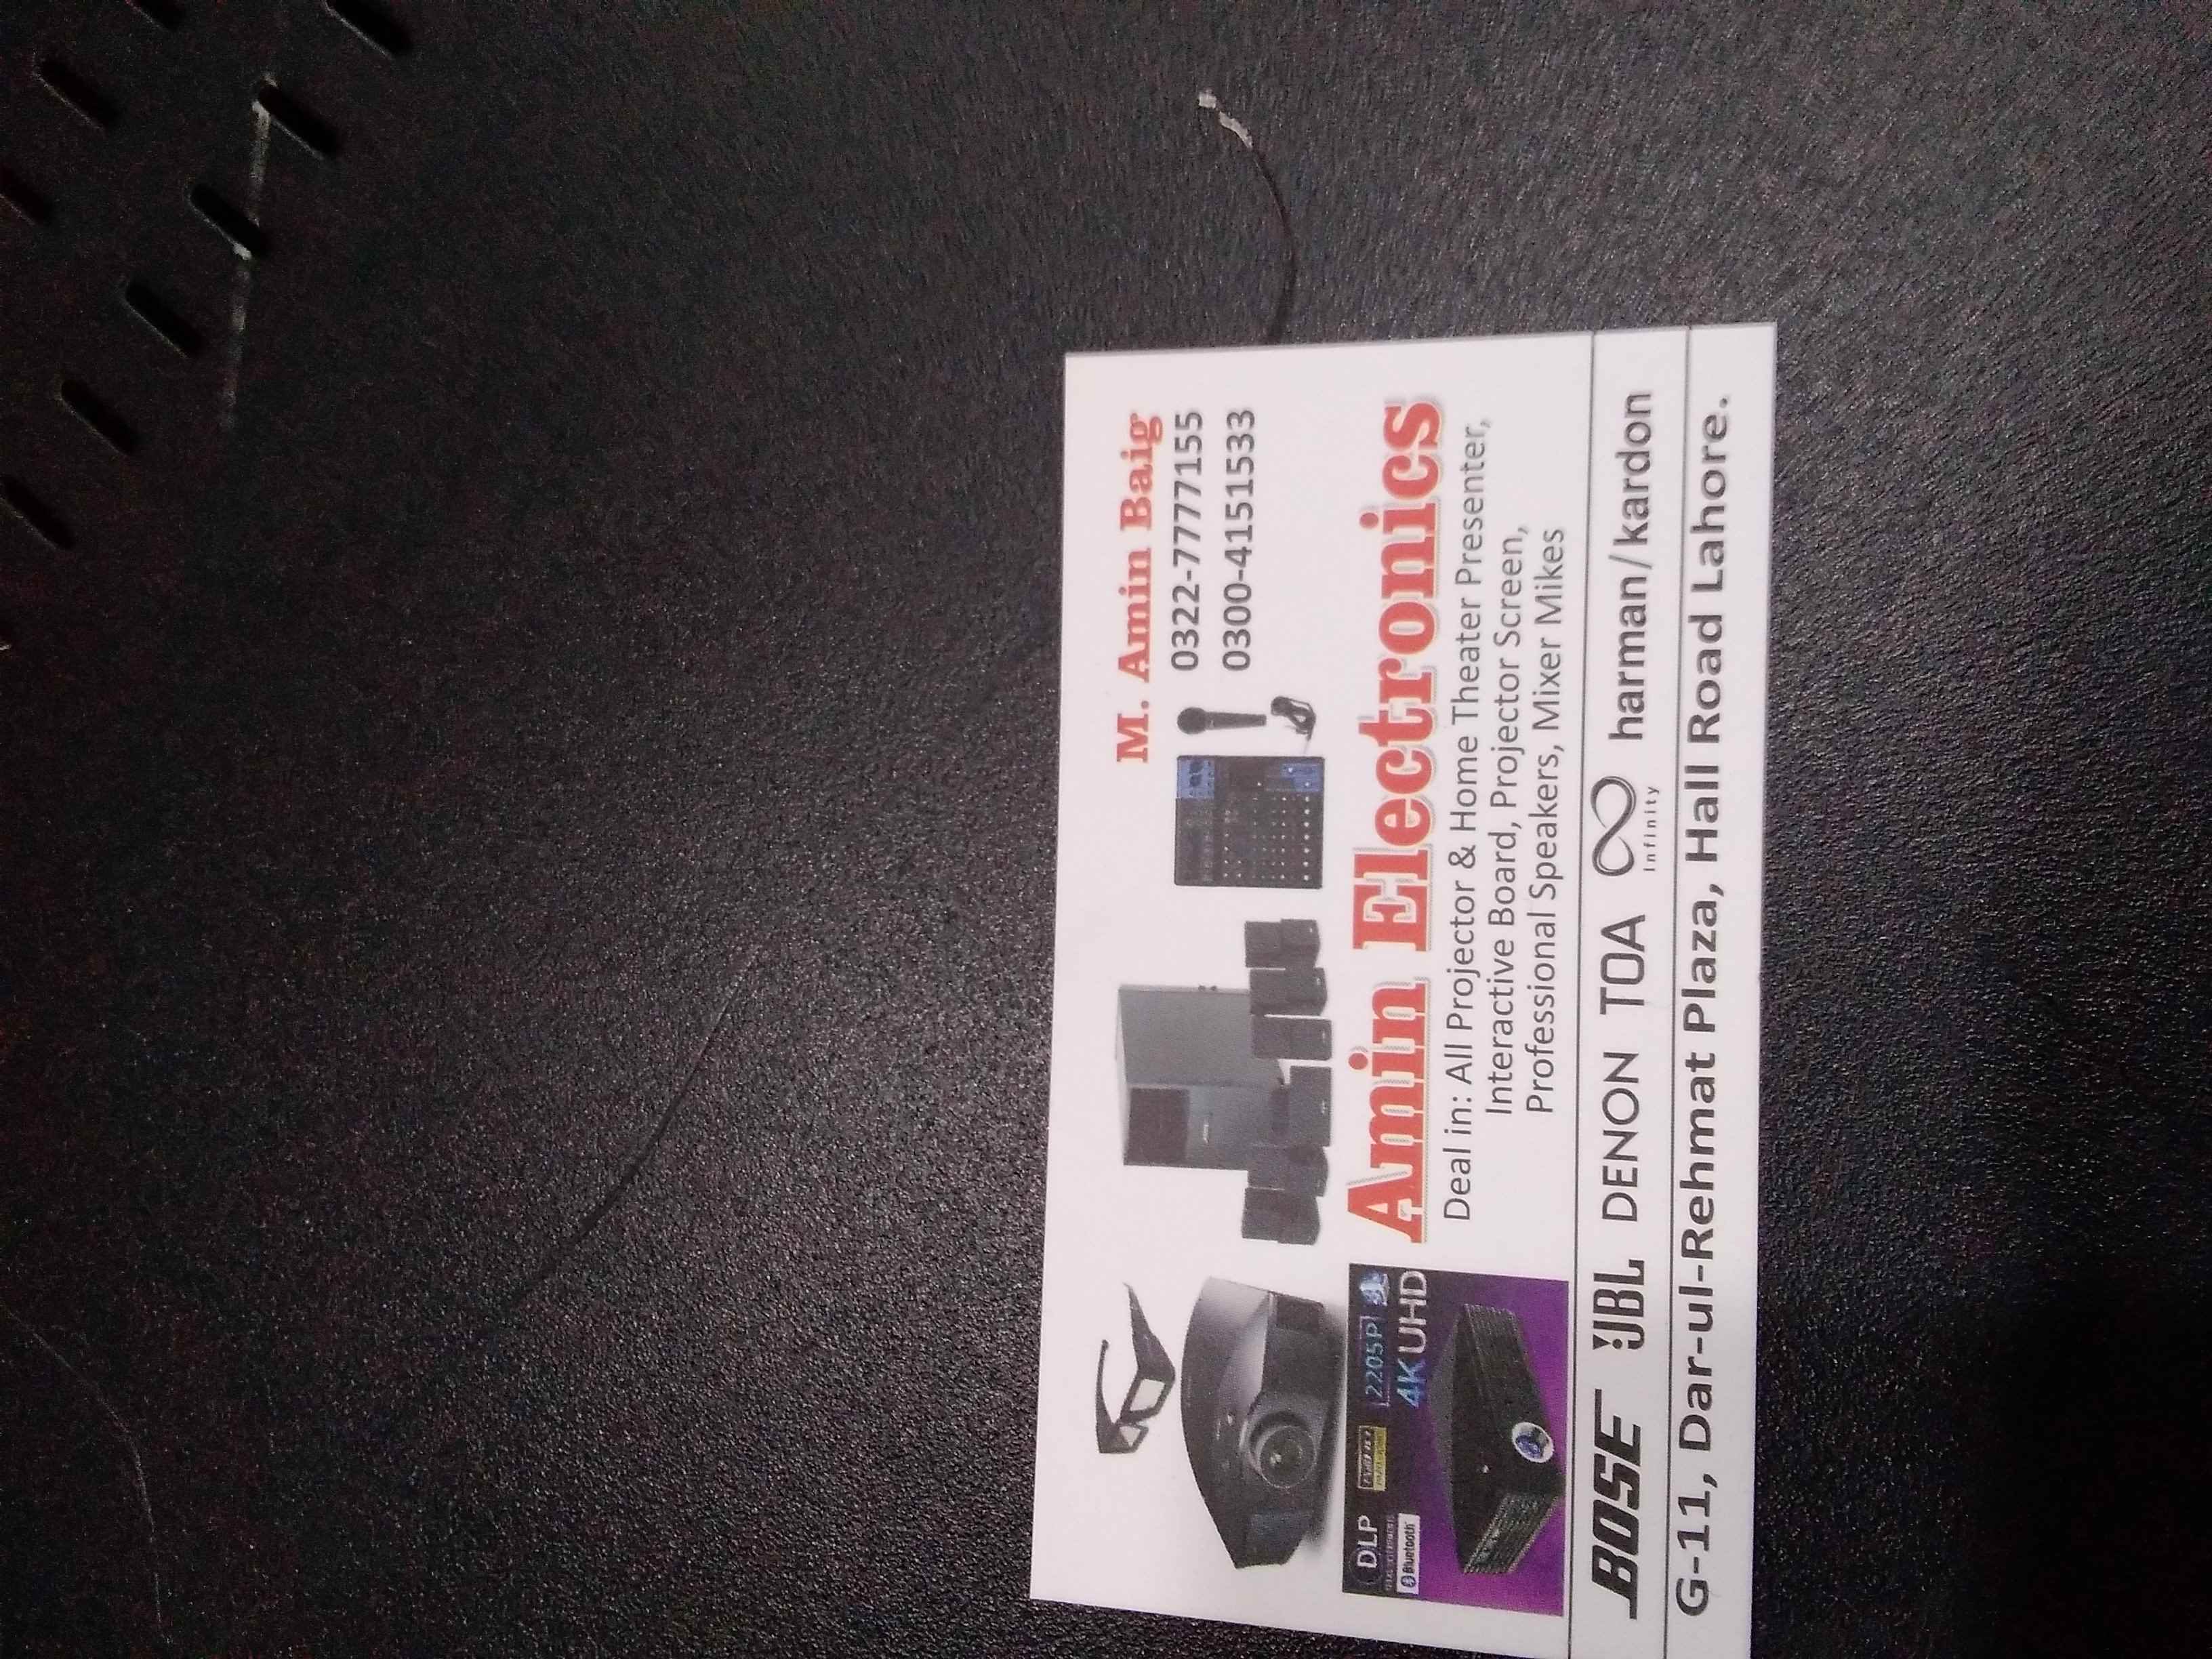 M. Amin Baig
0322-7777155
0300-4151533
DLP
2205P
Bluetooth
4K UHD
Amin Electronics
Deal in: All Projector & Home Theater Presenter,
Interactive Board, Projector Screen,
Professional Speakers, Mixer Mikes
BOSE JBL DENON TOA Infinity harman/kardon
G-11, Dar-ul-Rehmat Plaza, Hall Road Lahore.